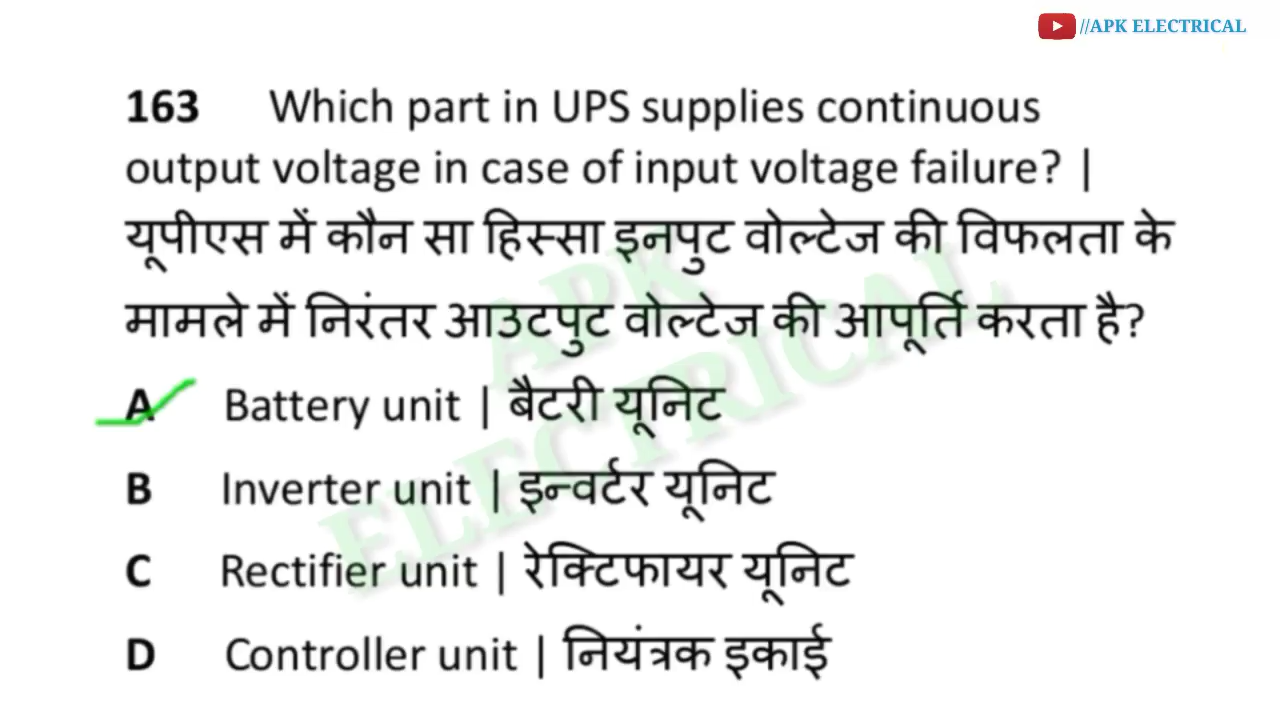 //APK ELECTRICAL
163 Which part in UPS supplies continuous
output voltage in case of input voltage failure? |
यूपीएस में कौन सा हिस्सा इनपुट वोल्टेज की विफलता के
मामले में निरंतर आउटपुट वोल्टेज की आपूर्ति करता है?
A Battery unit | बैटरी यूनिट
B Inverter unit | इन्वर्टर यूनिट
C Rectifier unit | रेक्टिफायर यूनिट
D Controller unit | नियंत्रक इकाई
APK
ELECTRICAL